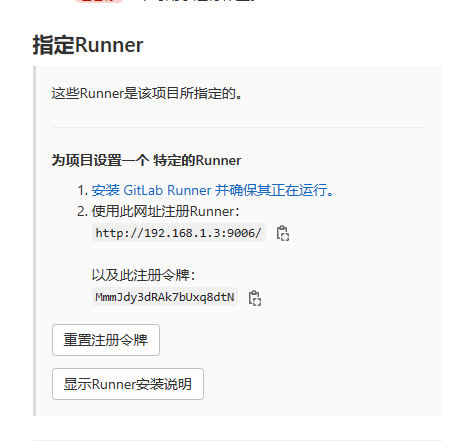 指定Runner
这些Runner是该项目所指定的。
为项目设置一个 特定的Runner
1. 安装 GitLab Runner 并确保其正在运行。
2. 使用此网址注册Runner：
http://192.168.1.3:9006/
以及此注册令牌：
MmmJdy3dRAk7bUxq8dtN
重置注册令牌
显示Runner安装说明